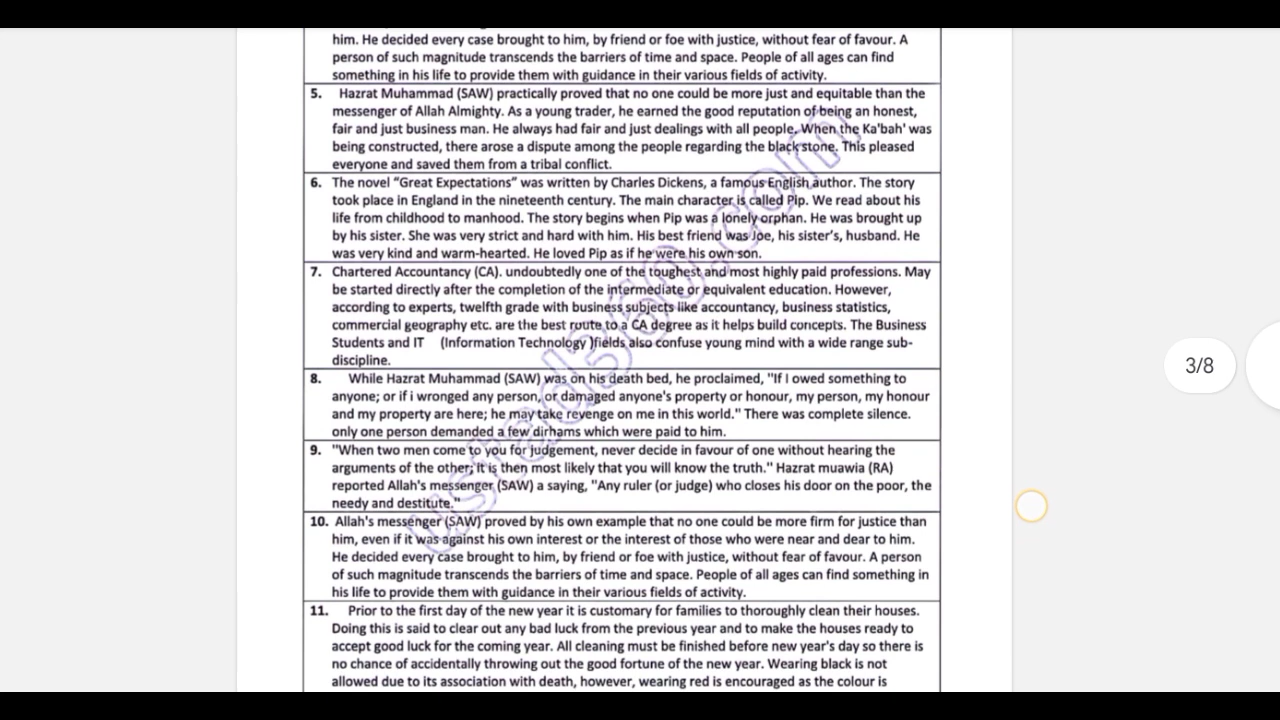 him. He decided every case brought to him, by friend or foe with justice, without fear of favour. A
person of such magnitude transcends the barriers of time and space. People of all ages can find
something in his life to provide them with guidance in their various fields of activity.
5. Hazrat Muhammad (SAW) practically proved that no one could be more just and equitable than the
messenger of Allah Almighty. As a young trader, he earned the good reputation of being an honest,
fair and just business man. He always had fair and just dealings with all people. When the Ka'bah' was
being constructed, there arose a dispute among the people regarding the black stone. This pleased
everyone and saved them from a tribal conflict.
6. The novel "Great Expectations" was written by Charles Dickens, a famous English author. The story
took place in England in the nineteenth century. The main character is called Pip. We read about his
life from childhood to manhood. The story begins when Pip was a lonely orphan. He was brought up
by his sister. She was very strict and hard with him. His best friend was Joe, his sister's, husband. He
was very kind and warm-hearted. He loved Pip as if he were his own son.
7. Chartered Accountancy (CA). undoubtedly one of the toughest and most highly paid professions. May
be started directly after the completion of the intermediate or equivalent education. However,
according to experts, twelfth grade with business subjects like accountancy, business statistics,
commercial geography etc. are the best route to a CA degree as it helps build concepts. The Business
Students and IT (Information Technology )fields also confuse young mind with a wide range sub-
discipline.
8. While Hazrat Muhammad (SAW) was on his death bed, he proclaimed, "If I owed something to
anyone; or if i wronged any person, or damaged anyone's property or honour, my person, my honour
and my property are here; he may take revenge on me in this world." There was complete silence.
only one person demanded a few dirhams which were paid to him.
9. "When two men come to you for judgement, never decide in favour of one without hearing the
arguments of the other; it is then most likely that you will know the truth." Hazrat muawia (RA)
reported Allah's messenger (SAW) a saying, "Any ruler (or judge) who closes his door on the poor, the
needy and destitute."
10. Allah's messenger (SAW) proved by his own example that no one could be more firm for justice than
him, even if it was against his own interest or the interest of those who were near and dear to him.
He decided every case brought to him, by friend or foe with justice, without fear of favour. A person
of such magnitude transcends the barriers of time and space. People of all ages can find something in
his life to provide them with guidance in their various fields of activity.
11. Prior to the first day of the new year it is customary for families to thoroughly clean their houses.
Doing this is said to clear out any bad luck from the previous year and to make the houses ready to
accept good luck for the coming year. All cleaning must be finished before new year's day so there is
no chance of accidentally throwing out the good fortune of the new year. Wearing black is not
allowed due to its association with death, however, wearing red is encouraged as the colour is
ustad360.com
3/8